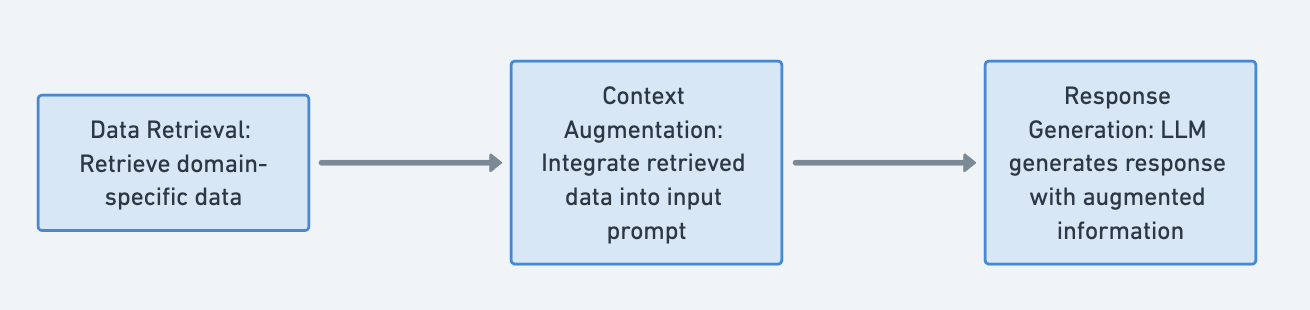 Data Retrieval:
Retrieve domain-
specific data
Context
Augmentation:
Integrate retrieved
data into input
prompt
Response
Generation: LLM
generates response
with augmented
information